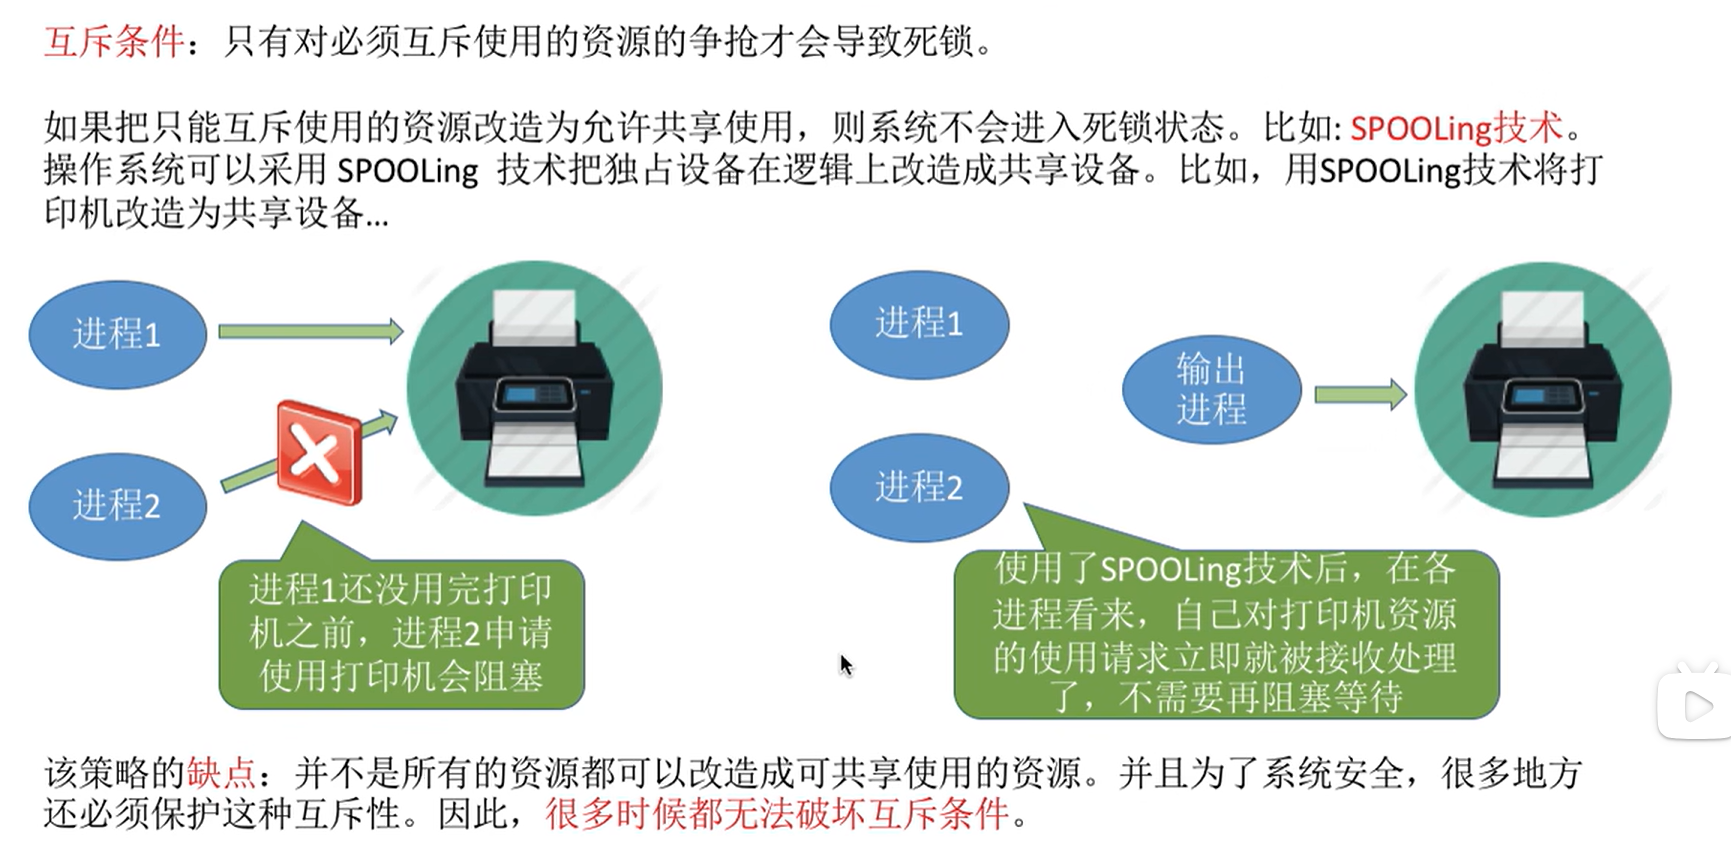 互斥条件：只有对必须互斥使用的资源的争抢才会导致死锁。
如果把只能互斥使用的资源改造为允许共享使用，则系统不会进入死锁状态。比如: SPOOLing技术。
操作系统可以采用 SPOOLing 技术把独占设备在逻辑上改造成共享设备。比如，用SPOOLing技术将打
印机改造为共享设备...
进程1
进程2
进程1还没用完打印
机之前，进程2申请
使用打印机会阻塞
进程1
进程2
输出
进程
使用了SPOOLing技术后，在各
进程看来，自己对打印机资源
的使用请求立即就被接收处理
了，不需要再阻塞等待
该策略的缺点：并不是所有的资源都可以改造成可共享使用的资源。并且为了系统安全，很多地方
还必须保护这种互斥性。因此，很多时候都无法破坏互斥条件。